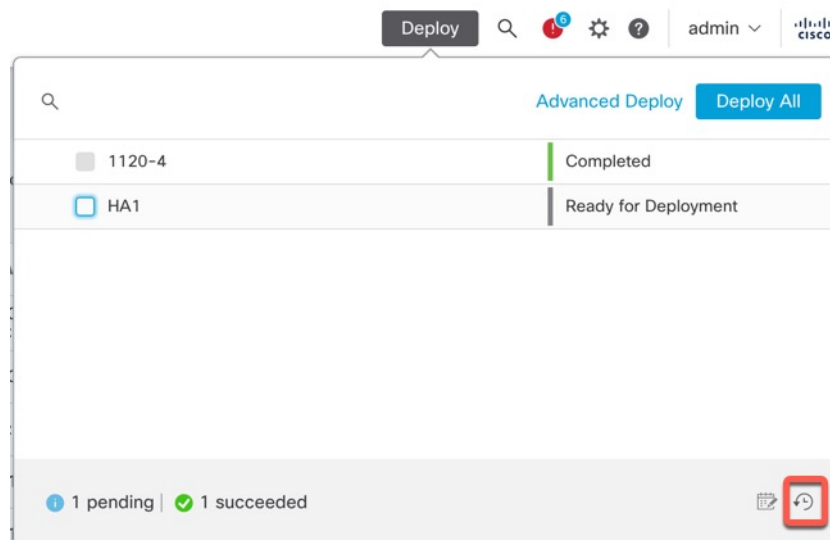 Deploy 6 ? admin cisco
Advanced Deploy Deploy All
1120-4 Completed
HA1 Ready for Deployment
1 pending 1 succeeded